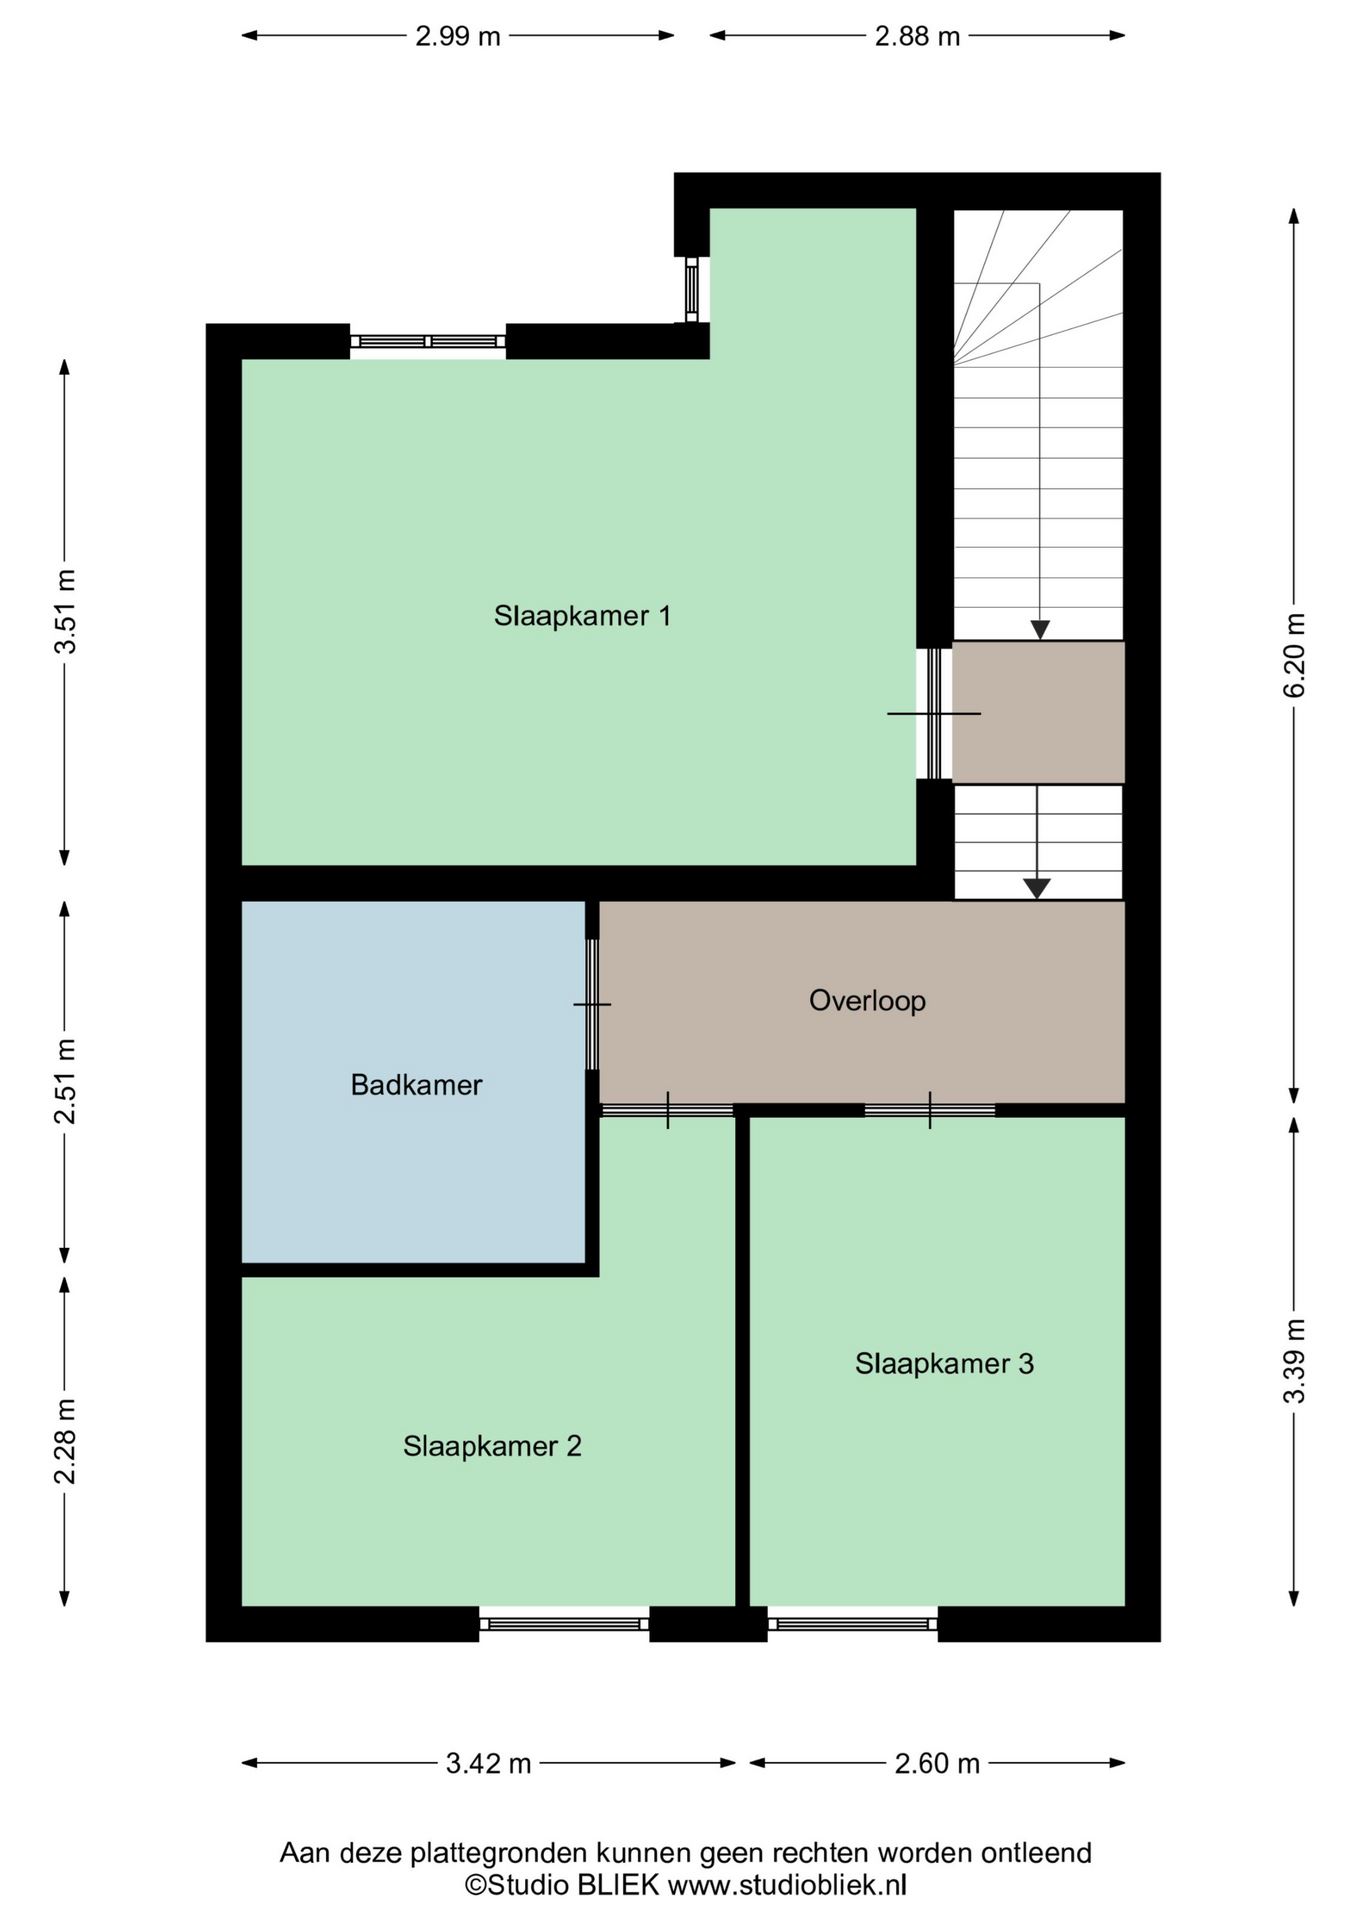 2.99 m
2.88 m
3.51 m
Slaapkamer 1
6.20 m
Overloop
2.51 m
Badkamer
Slaapkamer 3
3.39 m
2.28 m
Slaapkamer 2
3.42 m
2.60 m
Aan deze plattegronden kunnen geen rechten worden ontleend
©Studio BLIEK www.studiobliek.nl